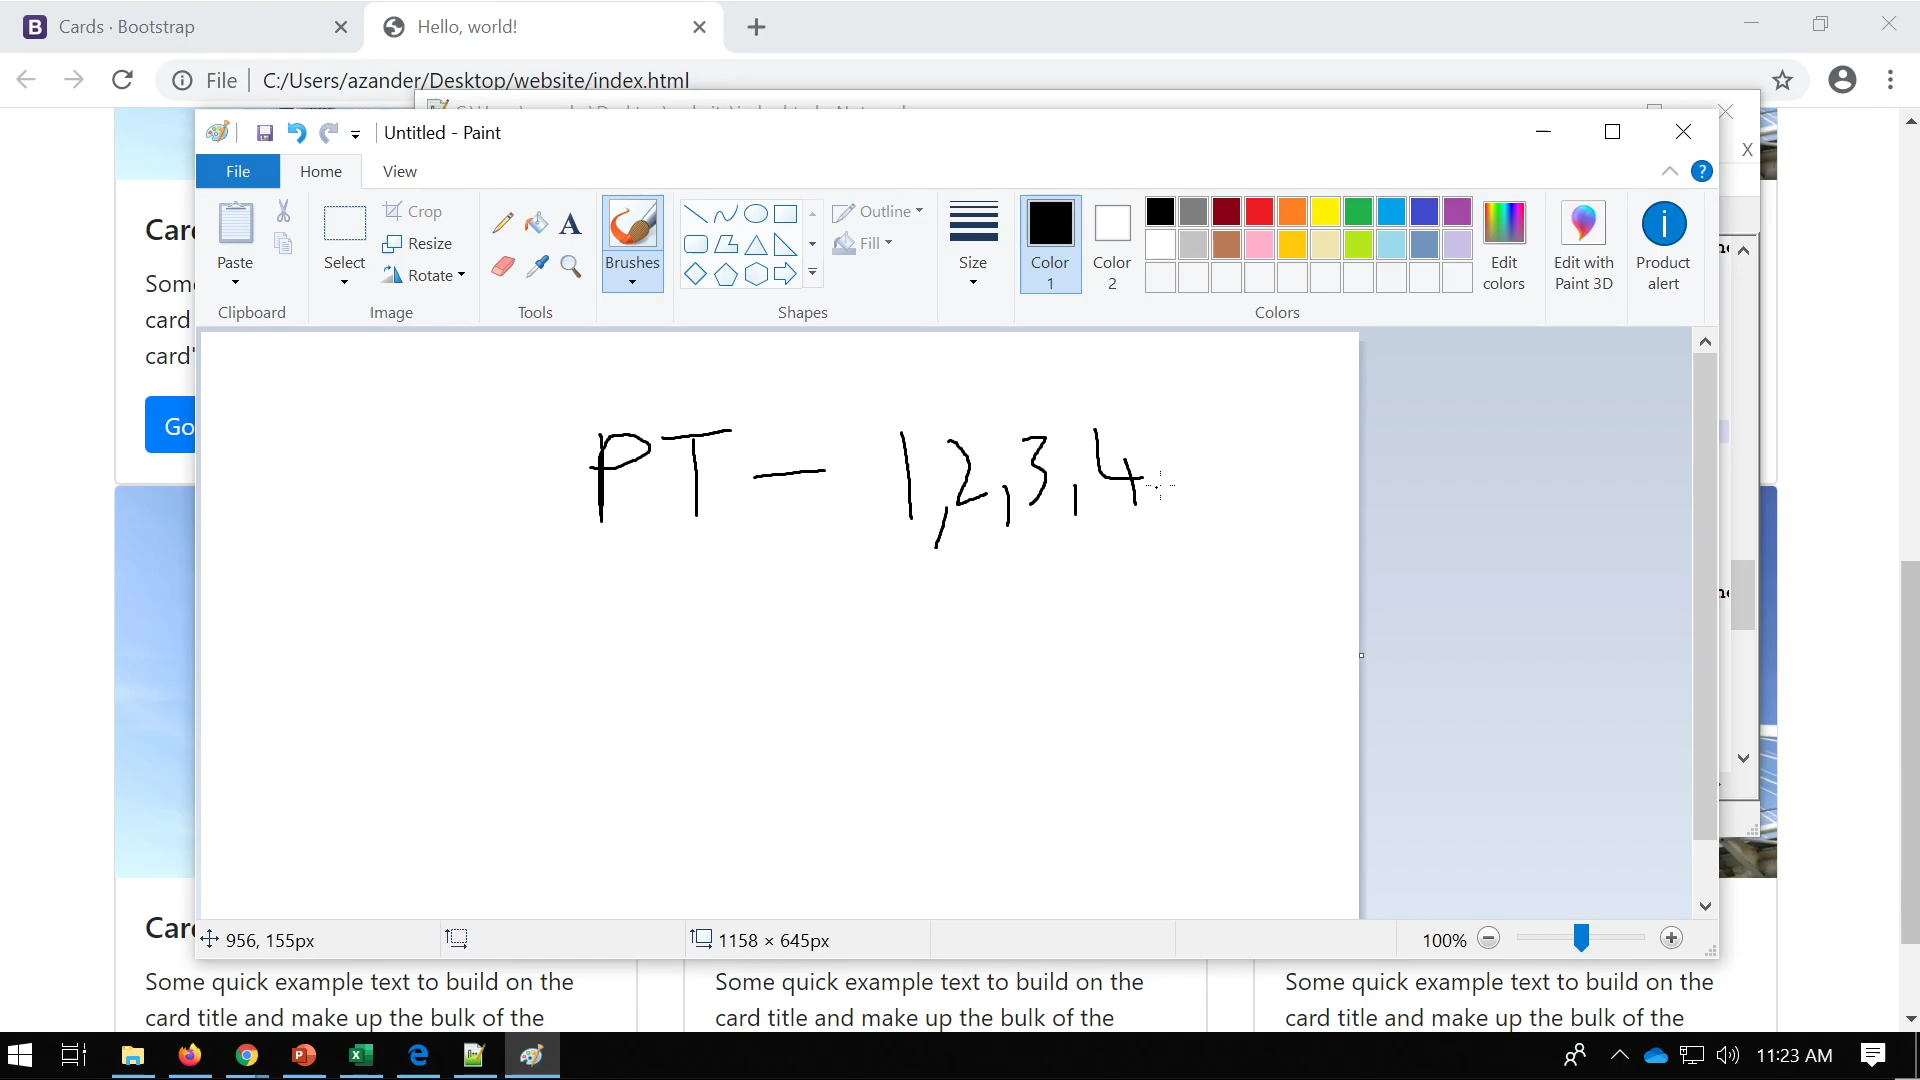 Cards · Bootstrap
Hello, world!
File
C:/Users/azander/Desktop/website/index.html
Untitled - Paint
X
File
Home
View
Paste
Select
Crop
Resize
Rotate
Brushes
Outline
Fill
Size
Color 1
Color 2
Edit colors
Edit with Paint 3D
Product alert
Clipboard
Image
Tools
Shapes
Colors
Som
card
card'
Go
PT — 1,2,3,4
956, 155px
1158 × 645px
100%
Some quick example text to build on the
card title and make up the bulk of the
Some quick example text to build on the
card title and make up the bulk of the
Some quick example text to build on the
card title and make up the bulk of the
11:23 AM